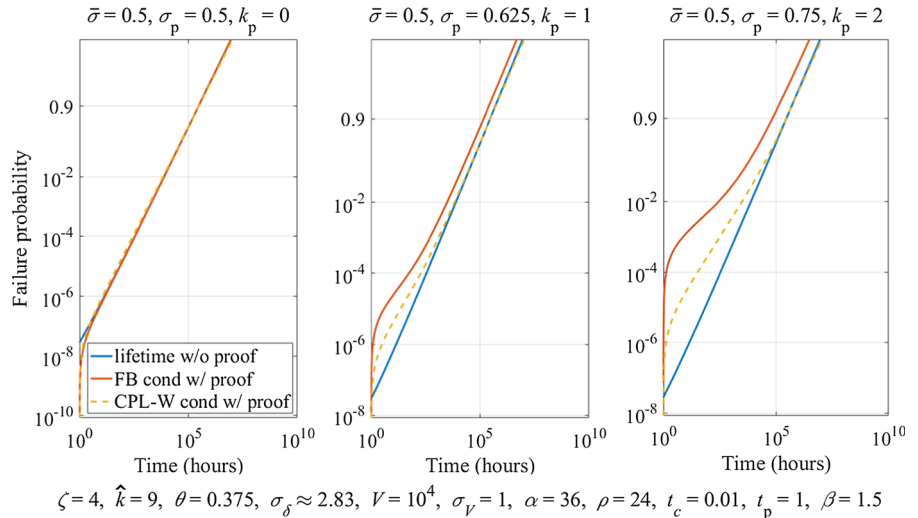 σ̄ = 0.5, σₚ = 0.5, kₚ = 0
σ̄ = 0.5, σₚ = 0.625, kₚ = 1
σ̄ = 0.5, σₚ = 0.75, kₚ = 2
Failure probability
0.9
10⁻²
10⁻⁴
10⁻⁶
10⁻⁸
10⁻¹⁰
lifetime w/o proof
FB cond w/ proof
CPL-W cond w/ proof
10⁰ 10⁵ 10¹⁰
Time (hours)
0.9
10⁻²
10⁻⁴
10⁻⁶
10⁻⁸
10⁰ 10⁵ 10¹⁰
Time (hours)
0.9
10⁻²
10⁻⁴
10⁻⁶
10⁻⁸
10⁰ 10⁵ 10¹⁰
Time (hours)
ζ = 4, k̂ = 9, θ = 0.375, σ_δ ≈ 2.83, V = 10⁴, σ_V = 1, α = 36, ρ = 24, t_c = 0.01, tₚ = 1, β = 1.5